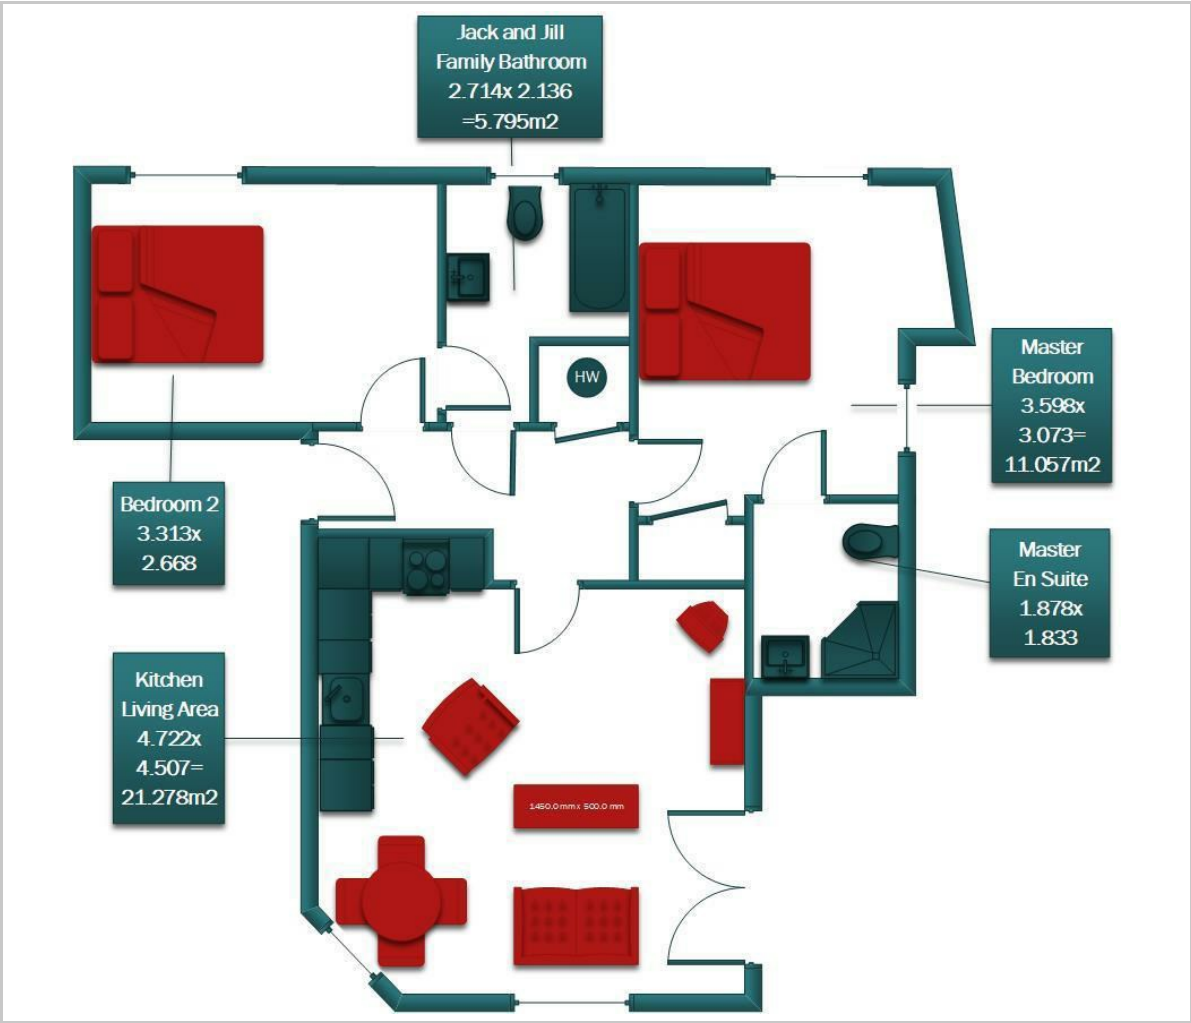 Jack and Jill
Family Bathroom
2.714x 2.136
=5.795m2
HW
Master
Bedroom
3.598x
3.073=
11.057m2
Bedroom 2
3.313x
2.668
Master
En Suite
1.878x
1.833
Kitchen
Living Area
4.722x
4.507=
21.278m2
1450.0 mm x 500.0 mm